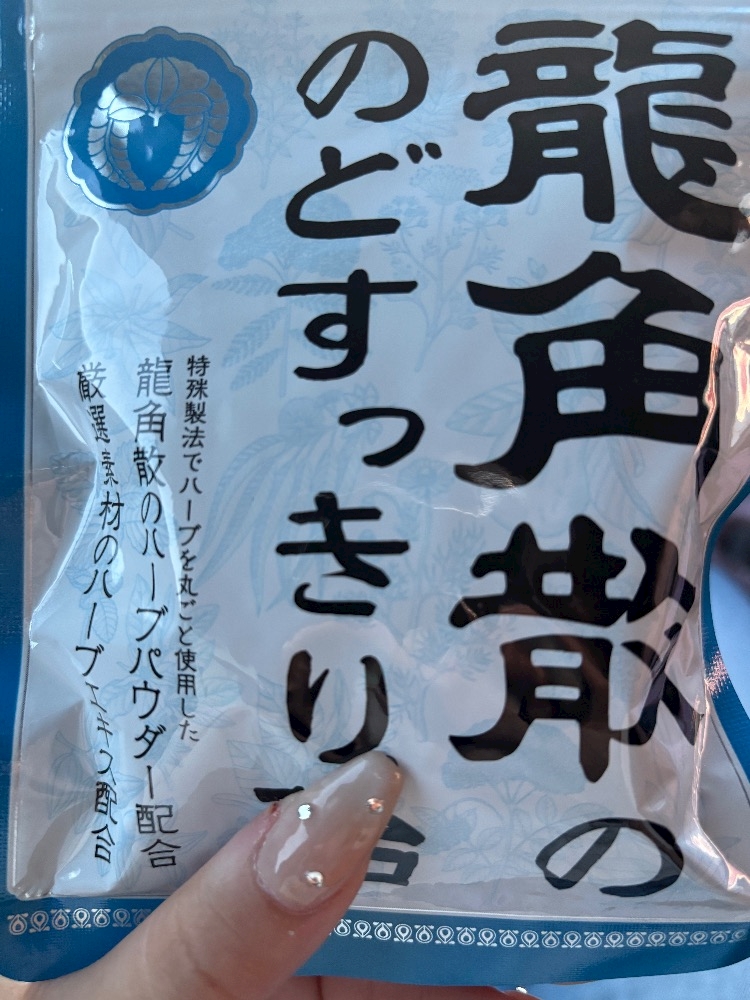 龍角散の
のどすっきり
特殊製法でハーブを丸ごと使用した
龍角散のハーブパウダー配合
厳選素材のハーブエキス配合